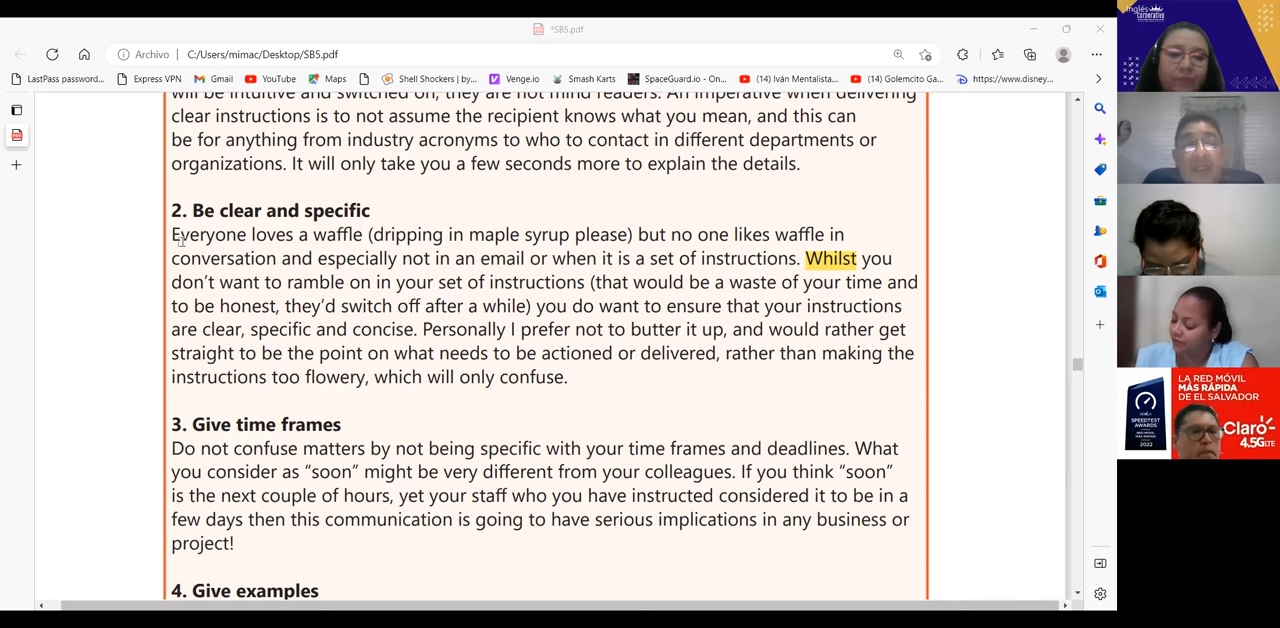 *SB5.pdf
Archivo | C:/Users/mimac/Desktop/SB5.pdf
LastPass password... Express VPN Gmail YouTube Maps Shell Shockers | by... Venge.io Smash Karts SpaceGuard.io - On... (14) Iván Mentalista... (14) Golemcito Ga... https://www.disney...
will be intuitive and switched on, they are not mind readers. An imperative when delivering
clear instructions is to not assume the recipient knows what you mean, and this can
be for anything from industry acronyms to who to contact in different departments or
organizations. It will only take you a few seconds more to explain the details.
2. Be clear and specific
Everyone loves a waffle (dripping in maple syrup please) but no one likes waffle in
conversation and especially not in an email or when it is a set of instructions. Whilst you
don't want to ramble on in your set of instructions (that would be a waste of your time and
to be honest, they'd switch off after a while) you do want to ensure that your instructions
are clear, specific and concise. Personally I prefer not to butter it up, and would rather get
straight to be the point on what needs to be actioned or delivered, rather than making the
instructions too flowery, which will only confuse.
3. Give time frames
Do not confuse matters by not being specific with your time frames and deadlines. What
you consider as “soon” might be very different from your colleagues. If you think “soon”
is the next couple of hours, yet your staff who you have instructed considered it to be in a
few days then this communication is going to have serious implications in any business or
project!
4. Give examples
Inglés
Corporativo
SPEEDTEST
AWARDS
2022
LA RED MÓVIL
MÁS RÁPIDA
DE EL SALVADOR
Claro
4.5G LTE